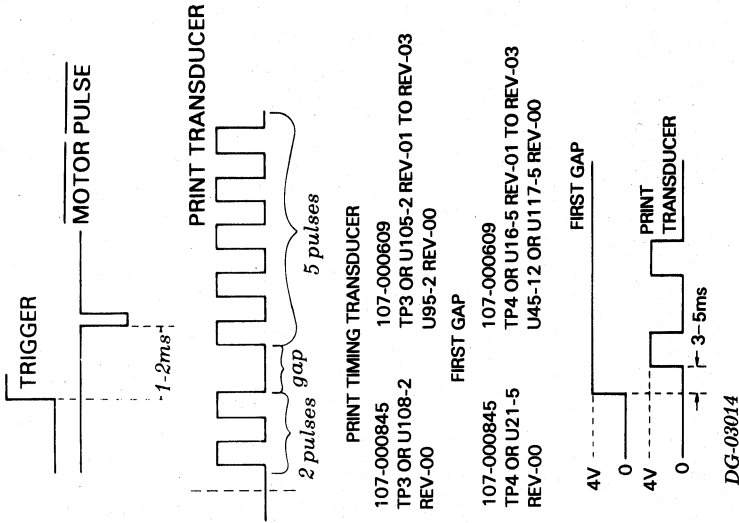 TRIGGER
MOTOR PULSE
1-2ms
PRINT TRANSDUCER
2 pulses
gap
5 pulses
PRINT TIMING TRANSDUCER
107-000845
TP3 OR U108-2
REV-00
107-000609
TP3 OR U105-2 REV-01 TO REV-03
U95-2 REV-00
FIRST GAP
107-000845
TP4 OR U21-5
REV-00
107-000609
TP4 OR U16-5 REV-01 TO REV-03
U45-12 OR U117-5 REV-00
4V
0
FIRST GAP
4V
0
PRINT
TRANSDUCER
3-5ms
DG-03014